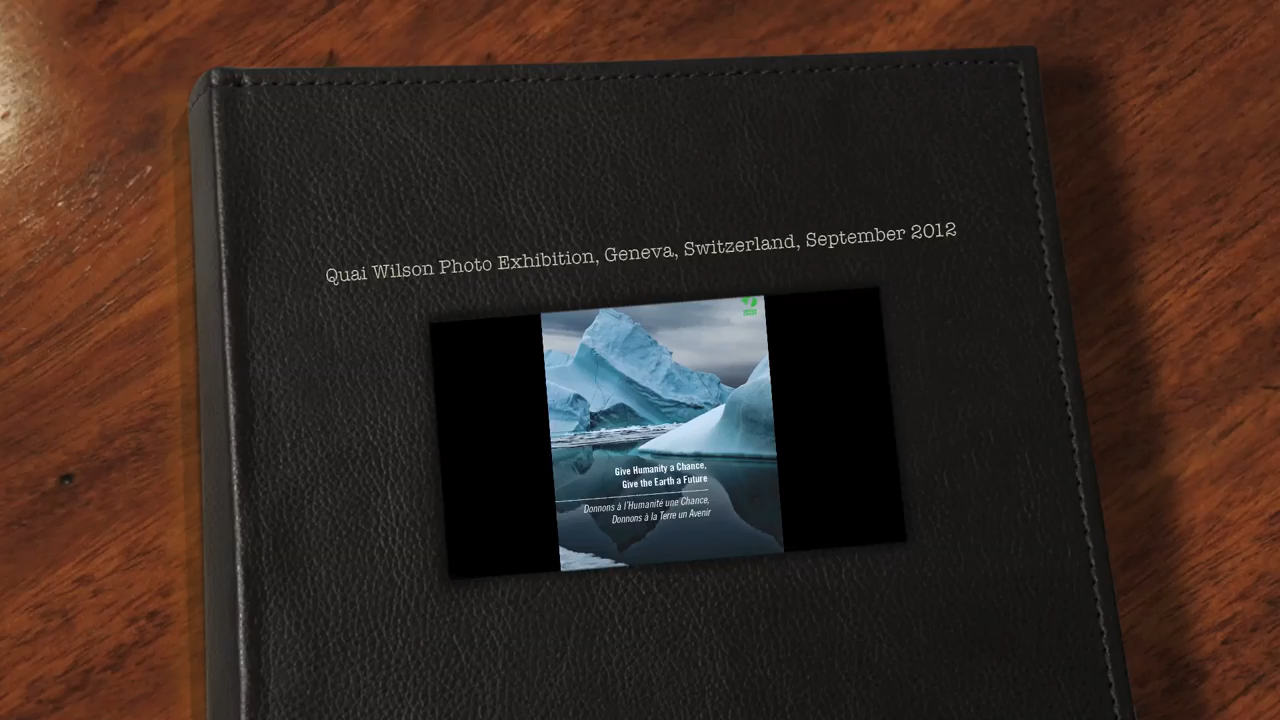 Quai Wilson Photo Exhibition, Geneva, Switzerland, September 2012
Give Humanity a Chance,
Give the Earth a Future
Donnons à l'Humanité une Chance,
Donnons à la Terre un Avenir